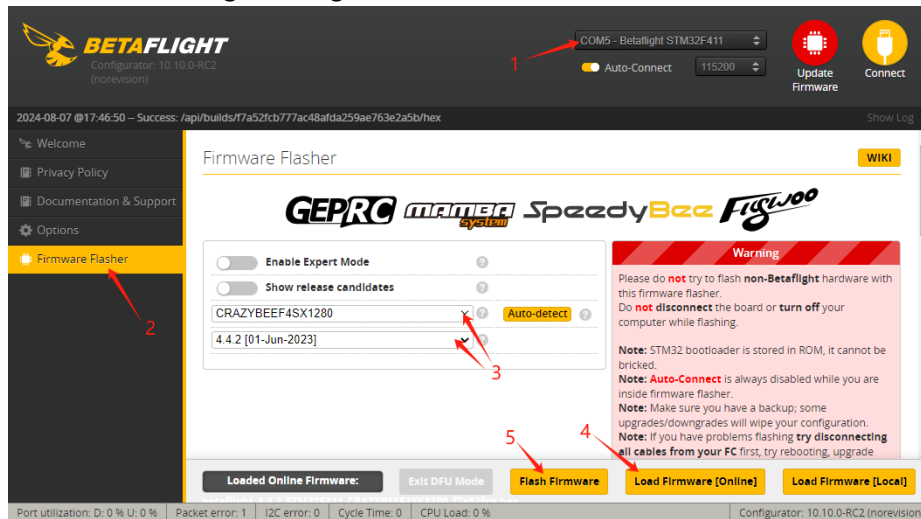 BETAFLIGHT
Configurator: 10.10.0-RC2
(norevision)
1
COM5 - Betaflight STM32F411
Auto-Connect
115200
Update
Firmware
Connect
2024-08-07 @17:46:50 – Success: /api/builds/f7a52fcb777ac48afda259ae763e2a5b/hex
Show Log
Welcome
Privacy Policy
Documentation & Support
Options
Firmware Flasher
2
Firmware Flasher
WIKI
GEPRC
mamba
system
SpeedyBee
Figwoo
Enable Expert Mode
Show release candidates
CRAZYBEEF4SX1280
Auto-detect
4.4.2 [01-Jun-2023]
3
Warning
Please do not try to flash non-Betaflight hardware with
this firmware flasher.
Do not disconnect the board or turn off your
computer while flashing.
Note: STM32 bootloader is stored in ROM, it cannot be
bricked.
Note: Auto-Connect is always disabled while you are
inside firmware flasher.
Note: Make sure you have a backup; some
upgrades/downgrades will wipe your configuration.
Note: If you have problems flashing try disconnecting
all cables from your FC first, try rebooting, upgrade
5
4
Loaded Online Firmware:
Exit DFU Mode
Flash Firmware
Load Firmware [Online]
Load Firmware [Local]
Port utilization: D: 0 % U: 0 %
Packet error: 1
I2C error: 0
Cycle Time: 0
CPU Load: 0 %
Configurator: 10.10.0-RC2 (norevision